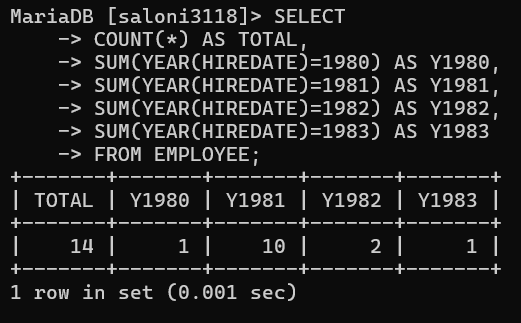 MariaDB [saloni3118]> SELECT
    -> COUNT(*) AS TOTAL,
    -> SUM(YEAR(HIREDATE)=1980) AS Y1980,
    -> SUM(YEAR(HIREDATE)=1981) AS Y1981,
    -> SUM(YEAR(HIREDATE)=1982) AS Y1982,
    -> SUM(YEAR(HIREDATE)=1983) AS Y1983
    -> FROM EMPLOYEE;
+-------+-------+-------+-------+-------+
| TOTAL | Y1980 | Y1981 | Y1982 | Y1983 |
+-------+-------+-------+-------+-------+
|    14 |     1 |    10 |     2 |     1 |
+-------+-------+-------+-------+-------+
1 row in set (0.001 sec)